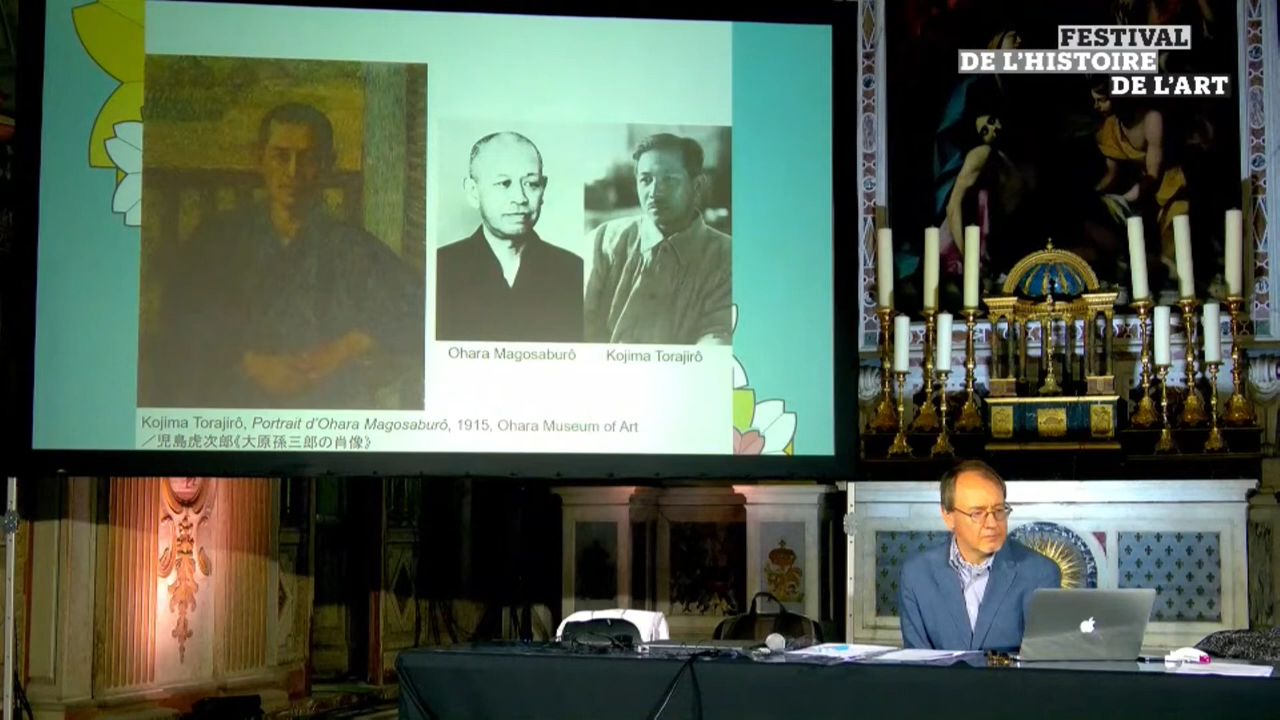 FESTIVAL
DE L'HISTOIRE
DE L'ART
Ohara Magosaburô
Kojima Torajirô
Kojima Torajirô, Portrait d'Ohara Magosaburô, 1915, Ohara Museum of Art
／児島虎次郎《大原孫三郎の肖像》